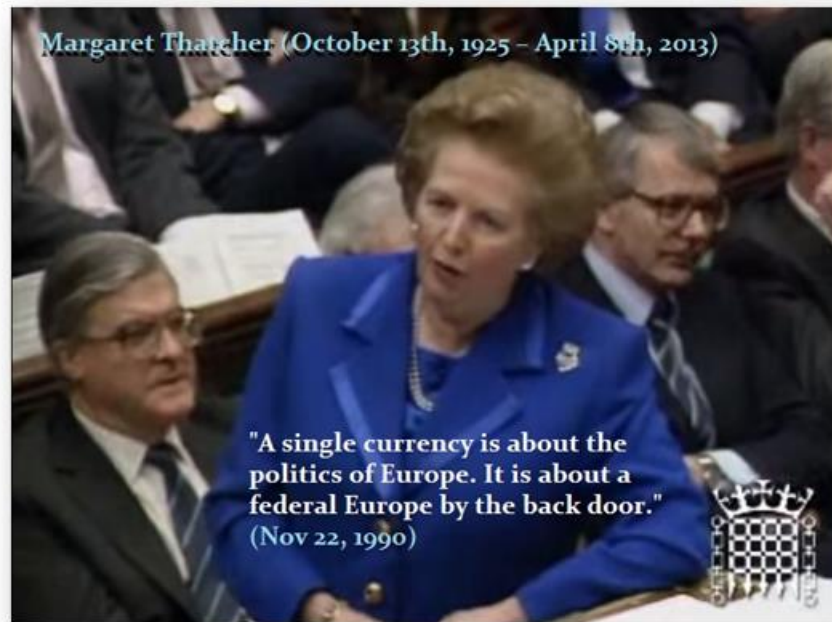 Margaret Thatcher (October 13th, 1925 – April 8th, 2013)
"A single currency is about the
politics of Europe. It is about a
federal Europe by the back door."
(Nov 22, 1990)